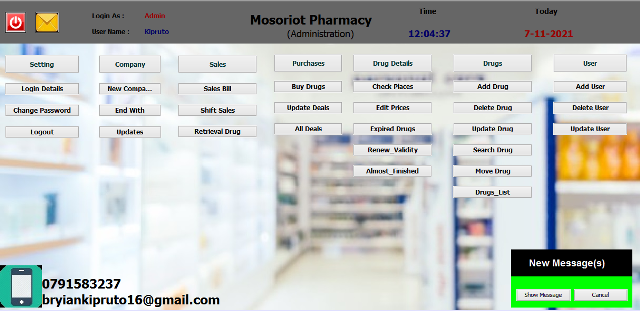 Login As : Admin
User Name : Kipruto
Mosoriot Pharmacy
(Administration)
Time
12:04:37
Today
7-11-2021
Setting
Login Details
Change Password
Logout
Company
New Compa...
End With
Updates
Sales
Sales Bill
Shift Sales
Retrieval Drug
Purchases
Buy Drugs
Update Deals
All Deals
Drug Details
Check Places
Edit Prices
Expired Drugs
Renew_Validity
Almost_Finished
Drugs
Add Drug
Delete Drug
Update Drug
Search Drug
Move Drug
Drugs_List
User
Add User
Delete User
Update User
0791583237
bryiankipruto16@gmail.com
New Message(s)
Show Message
Cancel